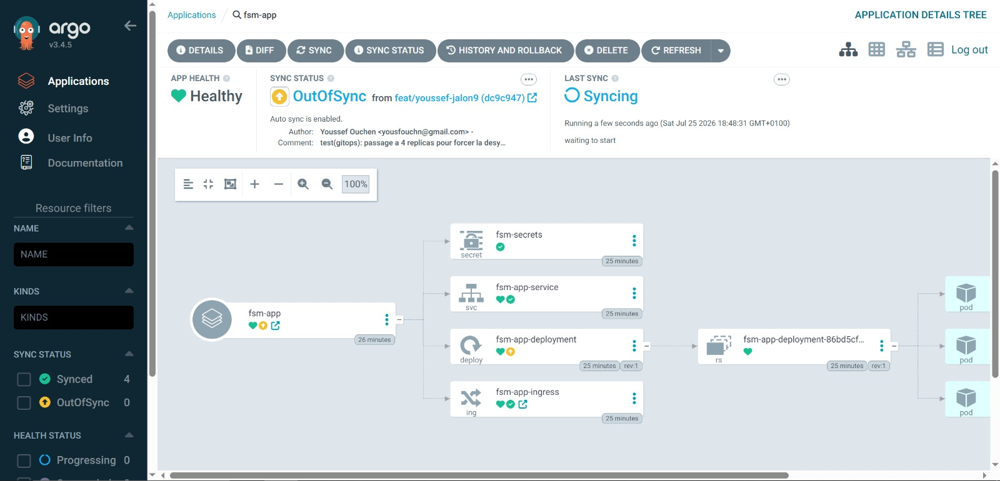 argo
v3.4.5
Applications
Settings
User Info
Documentation
Resource filters
NAME
NAME
KINDS
KINDS
SYNC STATUS
Synced 4
OutOfSync 0
HEALTH STATUS
Progressing 0
Applications / fsm-app
APPLICATION DETAILS TREE
DETAILS DIFF SYNC SYNC STATUS HISTORY AND ROLLBACK DELETE REFRESH
Log out
APP HEALTH
Healthy
SYNC STATUS
OutOfSync from feat/youssef-jalon9 (dc9c947)
Auto sync is enabled.
Author: Youssef Ouchen <yousfouchn@gmail.com> -
Comment: test(gitops): passage a 4 replicas pour forcer la desy...
LAST SYNC
Syncing
Running a few seconds ago (Sat Jul 25 2026 18:48:31 GMT+0100)
waiting to start
100%
fsm-app
26 minutes
fsm-secrets
secret
25 minutes
fsm-app-service
svc
25 minutes
fsm-app-deployment
deploy
25 minutes rev:1
fsm-app-ingress
ing
25 minutes
fsm-app-deployment-86bd5cf...
rs
25 minutes rev:1
pod
pod
pod